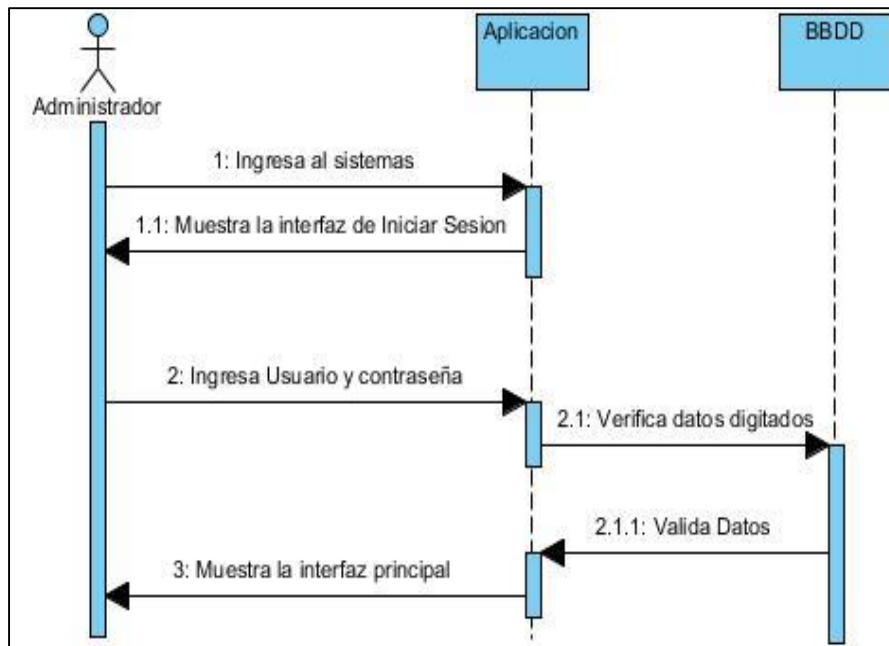 Aplicacion
BBDD
Administrador
1: Ingresa al sistemas
1.1: Muestra la interfaz de Iniciar Sesion
2: Ingresa Usuario y contraseña
2.1: Verifica datos digitados
2.1.1: Valida Datos
3: Muestra la interfaz principal